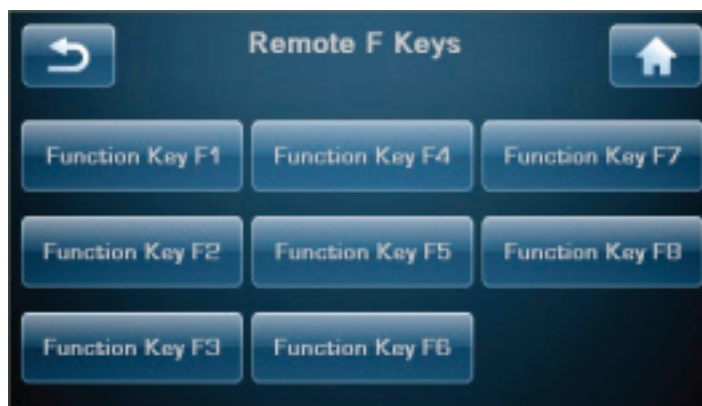 Remote F Keys
Function Key F1 Function Key F4 Function Key F7
Function Key F2 Function Key F5 Function Key F8
Function Key F3 Function Key F6